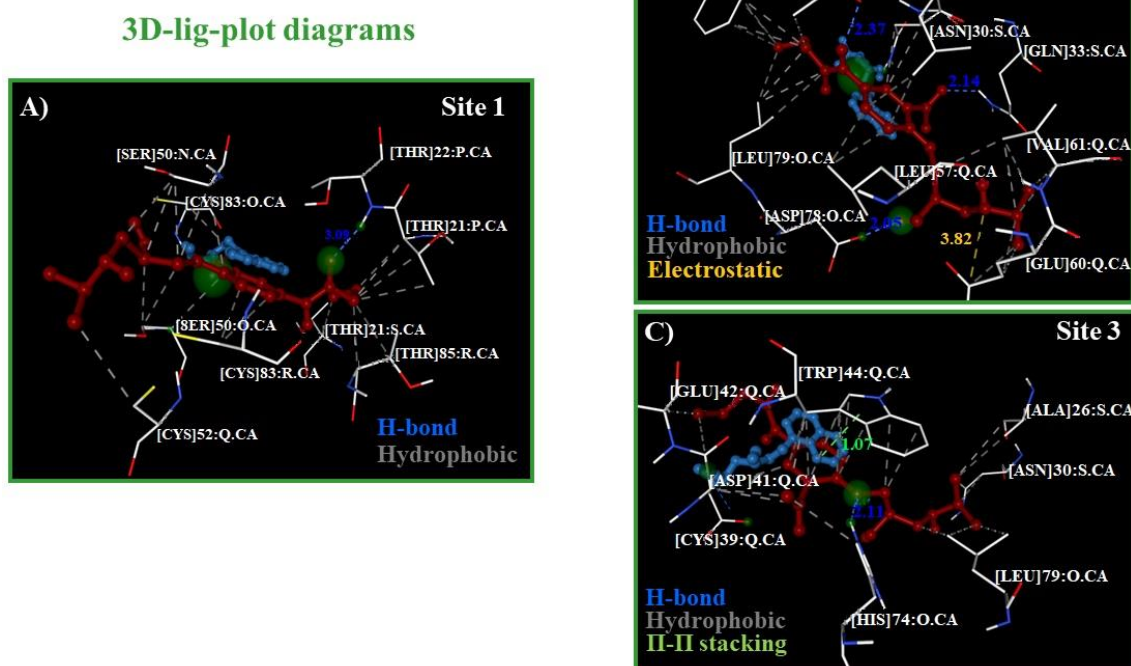 3D-lig-plot diagrams
A)
Site 1
[SER]50:N.CA
[THR]22:P.CA
[CYS]83:O.CA
3.09
[THR]21:P.CA
[SER]50:O.CA
[THR]21:S.CA
[CYS]83:R.CA
[THR]85:R.CA
[CYS]52:Q.CA
H-bond
Hydrophobic
2.37
[ASN]30:S.CA
[GLN]33:S.CA
2.14
[LEU]79:O.CA
[VAL]61:Q.CA
[LEU]57:Q.CA
[ASP]78:O.CA
3.82
[GLU]60:Q.CA
H-bond
Hydrophobic
Electrostatic
C)
Site 3
[TRP]44:Q.CA
[GLU]42:Q.CA
[ALA]26:S.CA
1.07
[ASN]30:S.CA
[ASP]41:Q.CA
2.11
[CYS]39:Q.CA
[LEU]79:O.CA
[HIS]74:O.CA
H-bond
Hydrophobic
Π-Π stacking